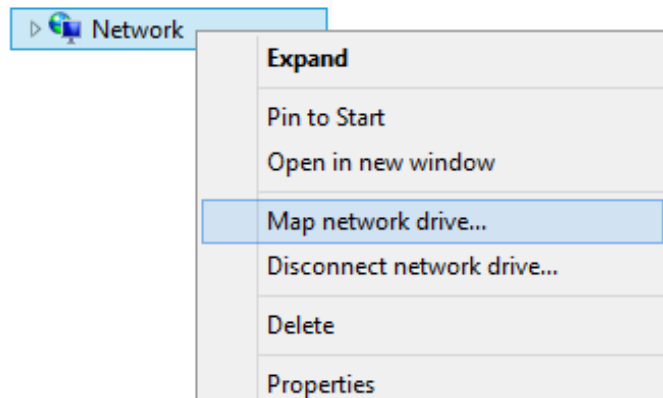 Network
Expand
Pin to Start
Open in new window
Map network drive...
Disconnect network drive...
Delete
Properties